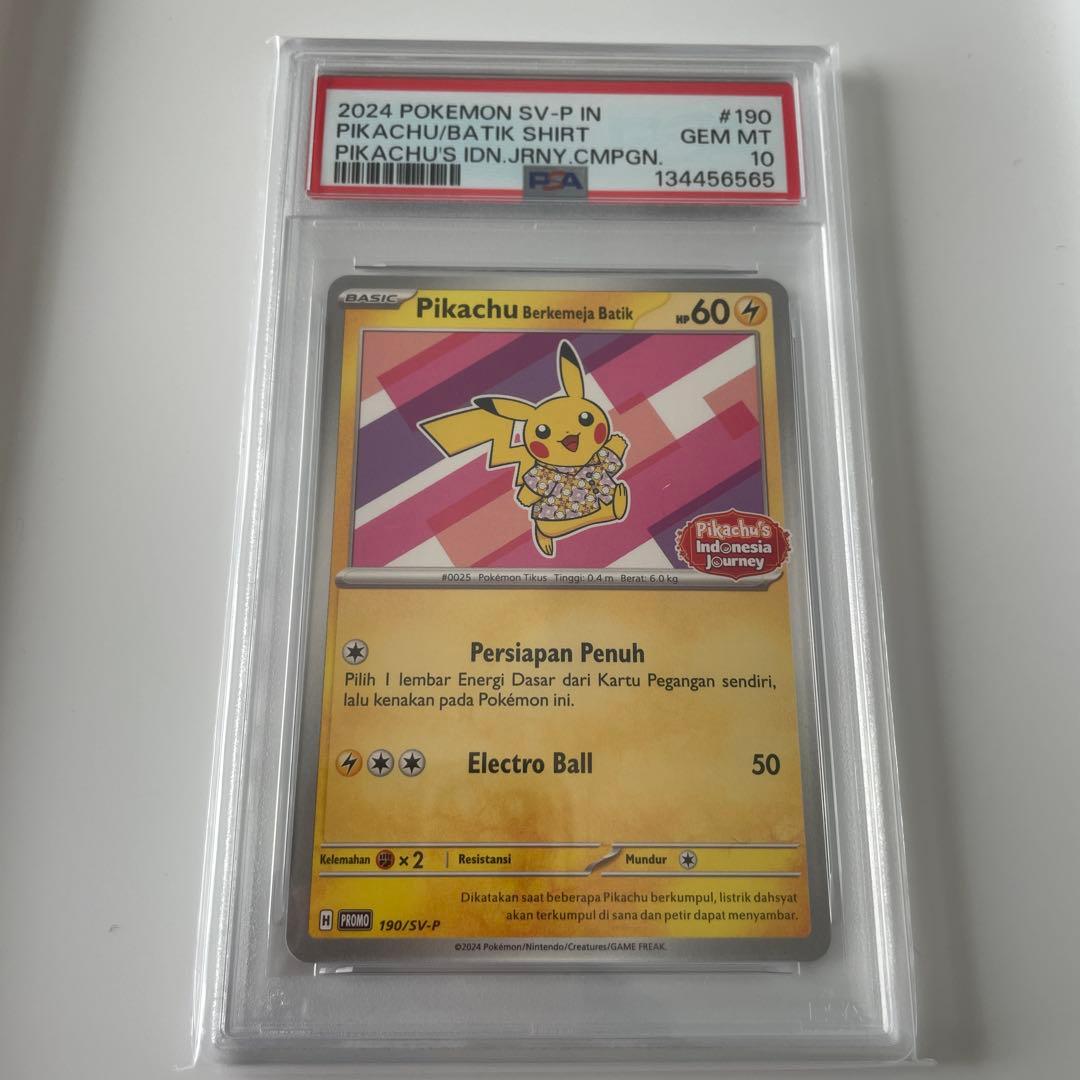 2024 POKEMON SV-P IN #190
PIKACHU/BATIK SHIRT GEM MT
PIKACHU'S IDN.JRNY.CMPGN. 10
PSA 134456565
BASIC Pikachu Berkemeja Batik HP 60
Pikachu's
Indonesia
Journey
#0025 Pokémon Tikus Tinggi: 0.4 m Berat: 6.0 kg
Persiapan Penuh
Pilih 1 lembar Energi Dasar dari Kartu Pegangan sendiri,
lalu kenakan pada Pokémon ini.
Electro Ball 50
Kelemahan ×2 Resistansi Mundur
Dikatakan saat beberapa Pikachu berkumpul, listrik dahsyat
akan terkumpul di sana dan petir dapat menyambar.
H PROMO 190/SV-P
©2024 Pokémon/Nintendo/Creatures/GAME FREAK.